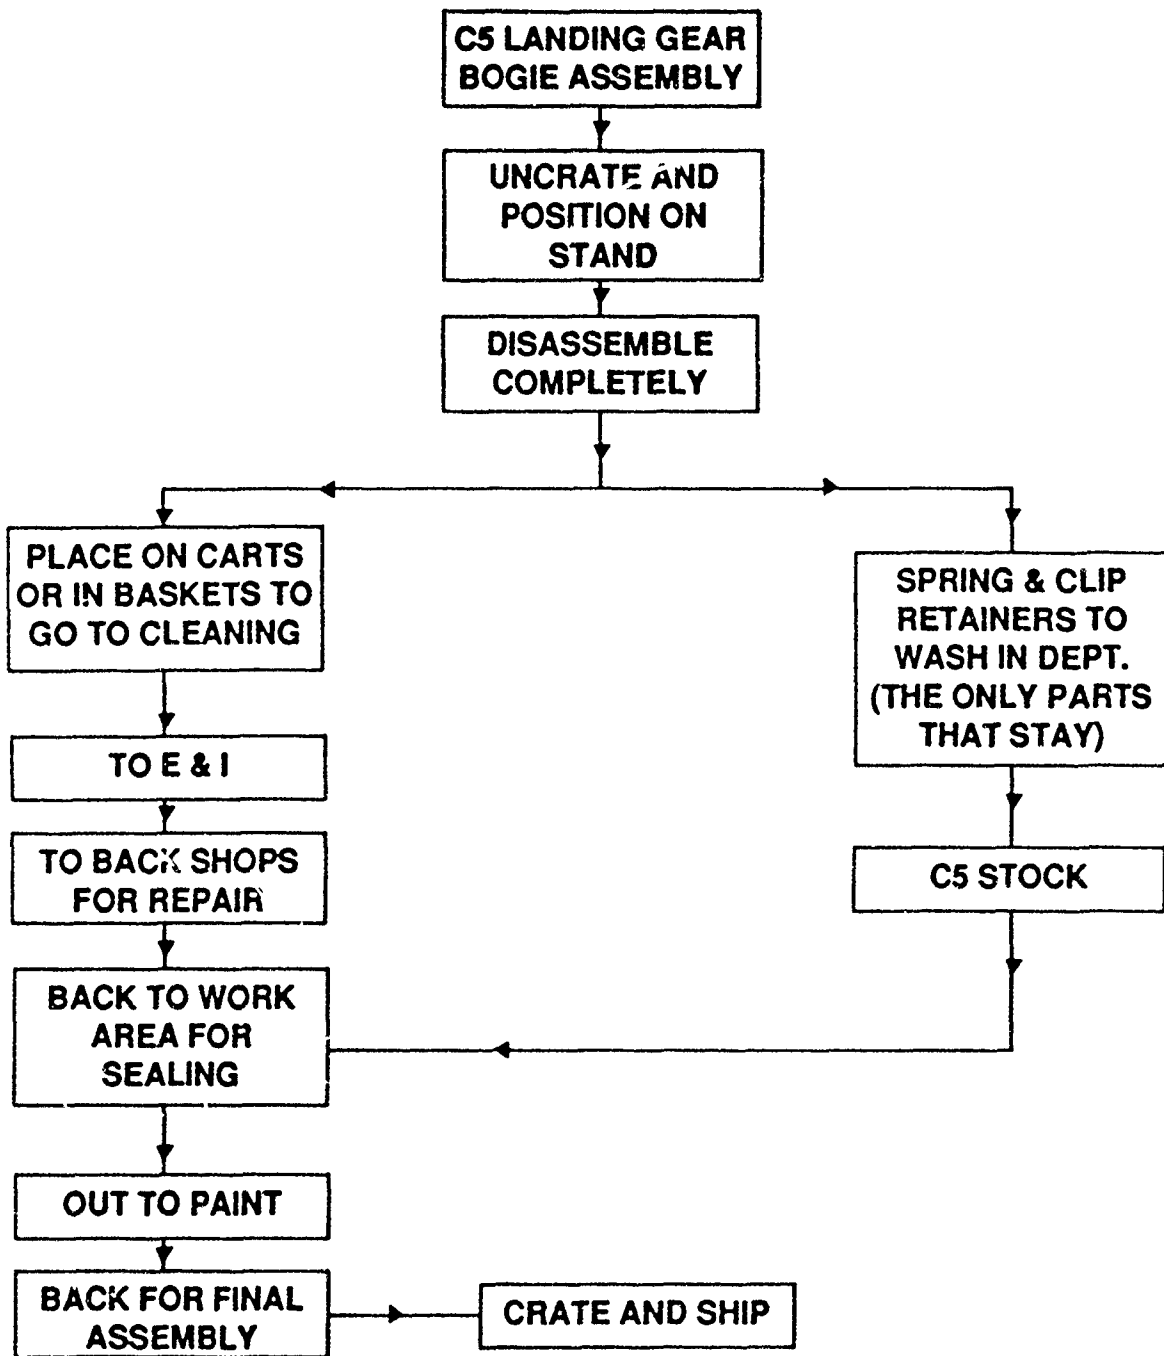 C5 LANDING GEAR
BOGIE ASSEMBLY
UNCRATE AND
POSITION ON
STAND
DISASSEMBLE
COMPLETELY
PLACE ON CARTS
OR IN BASKETS TO
GO TO CLEANING
TO E & I
TO BACK SHOPS
FOR REPAIR
SPRING & CLIP
RETAINERS TO
WASH IN DEPT.
(THE ONLY PARTS
THAT STAY)
C5 STOCK
BACK TO WORK
AREA FOR
SEALING
OUT TO PAINT
BACK FOR FINAL
ASSEMBLY
CRATE AND SHIP